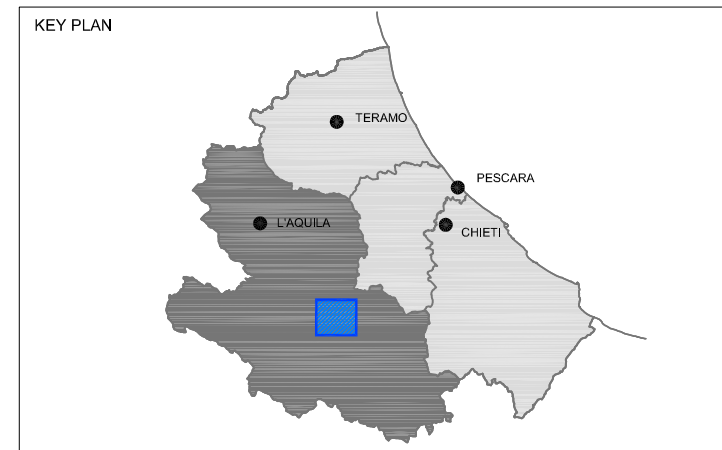 KEY PLAN
TERAMO
PESCARA
L'AQUILA
CHIETI